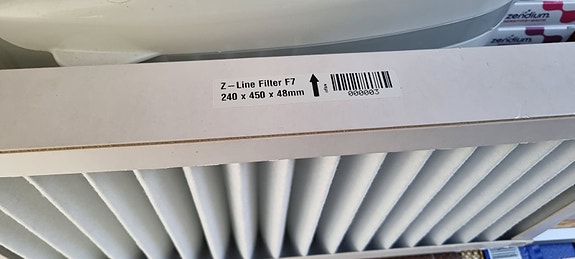 Z-Line Filter F7
240 x 450 x 48mm
000003
zendium
zendium